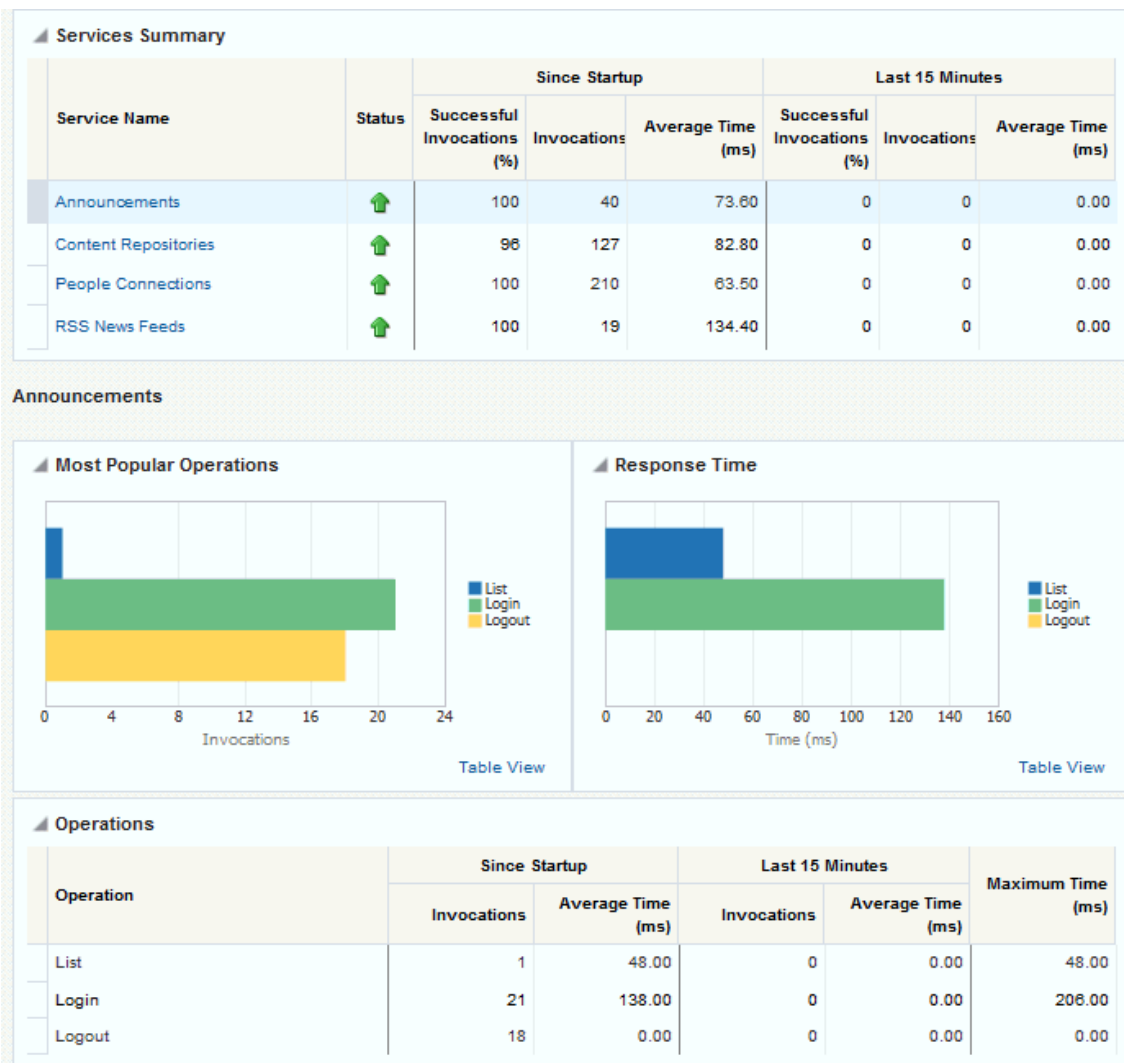 Services Summary
Service Name Status Since Startup Last 15 Minutes
Successful Invocations (%) Invocations Average Time (ms) Successful Invocations (%) Invocations Average Time (ms)
Announcements 100 40 73.60 0 0 0.00
Content Repositories 96 127 82.80 0 0 0.00
People Connections 100 210 63.50 0 0 0.00
RSS News Feeds 100 19 134.40 0 0 0.00
Announcements
Most Popular Operations
List
Login
Logout
0 4 8 12 16 20 24
Invocations
Table View
Response Time
List
Login
Logout
0 20 40 60 80 100 120 140 160
Time (ms)
Table View
Operations
Operation Since Startup Last 15 Minutes Maximum Time (ms)
Invocations Average Time (ms) Invocations Average Time (ms)
List 1 48.00 0 0.00 48.00
Login 21 138.00 0 0.00 206.00
Logout 18 0.00 0 0.00 0.00